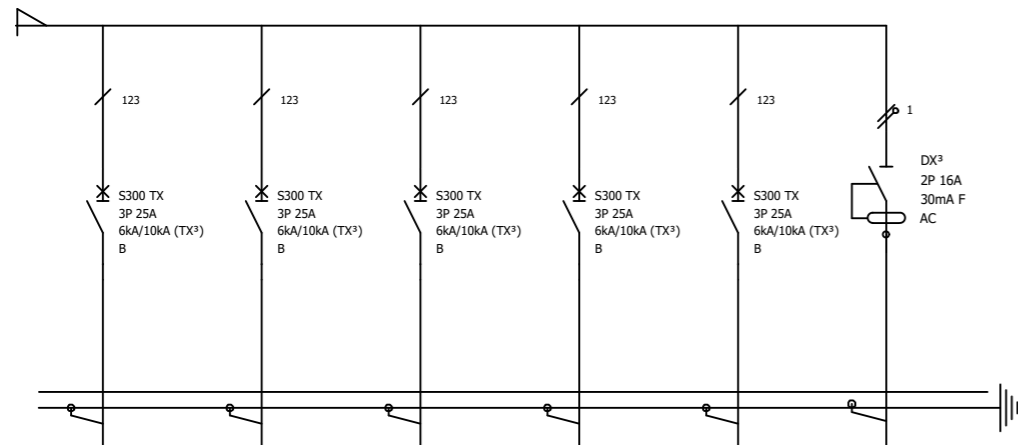 123
123
123
123
123
1
S300 TX
3P 25A
6kA/10kA (TX³)
B
S300 TX
3P 25A
6kA/10kA (TX³)
B
S300 TX
3P 25A
6kA/10kA (TX³)
B
S300 TX
3P 25A
6kA/10kA (TX³)
B
S300 TX
3P 25A
6kA/10kA (TX³)
B
DX³
2P 16A
30mA F
AC